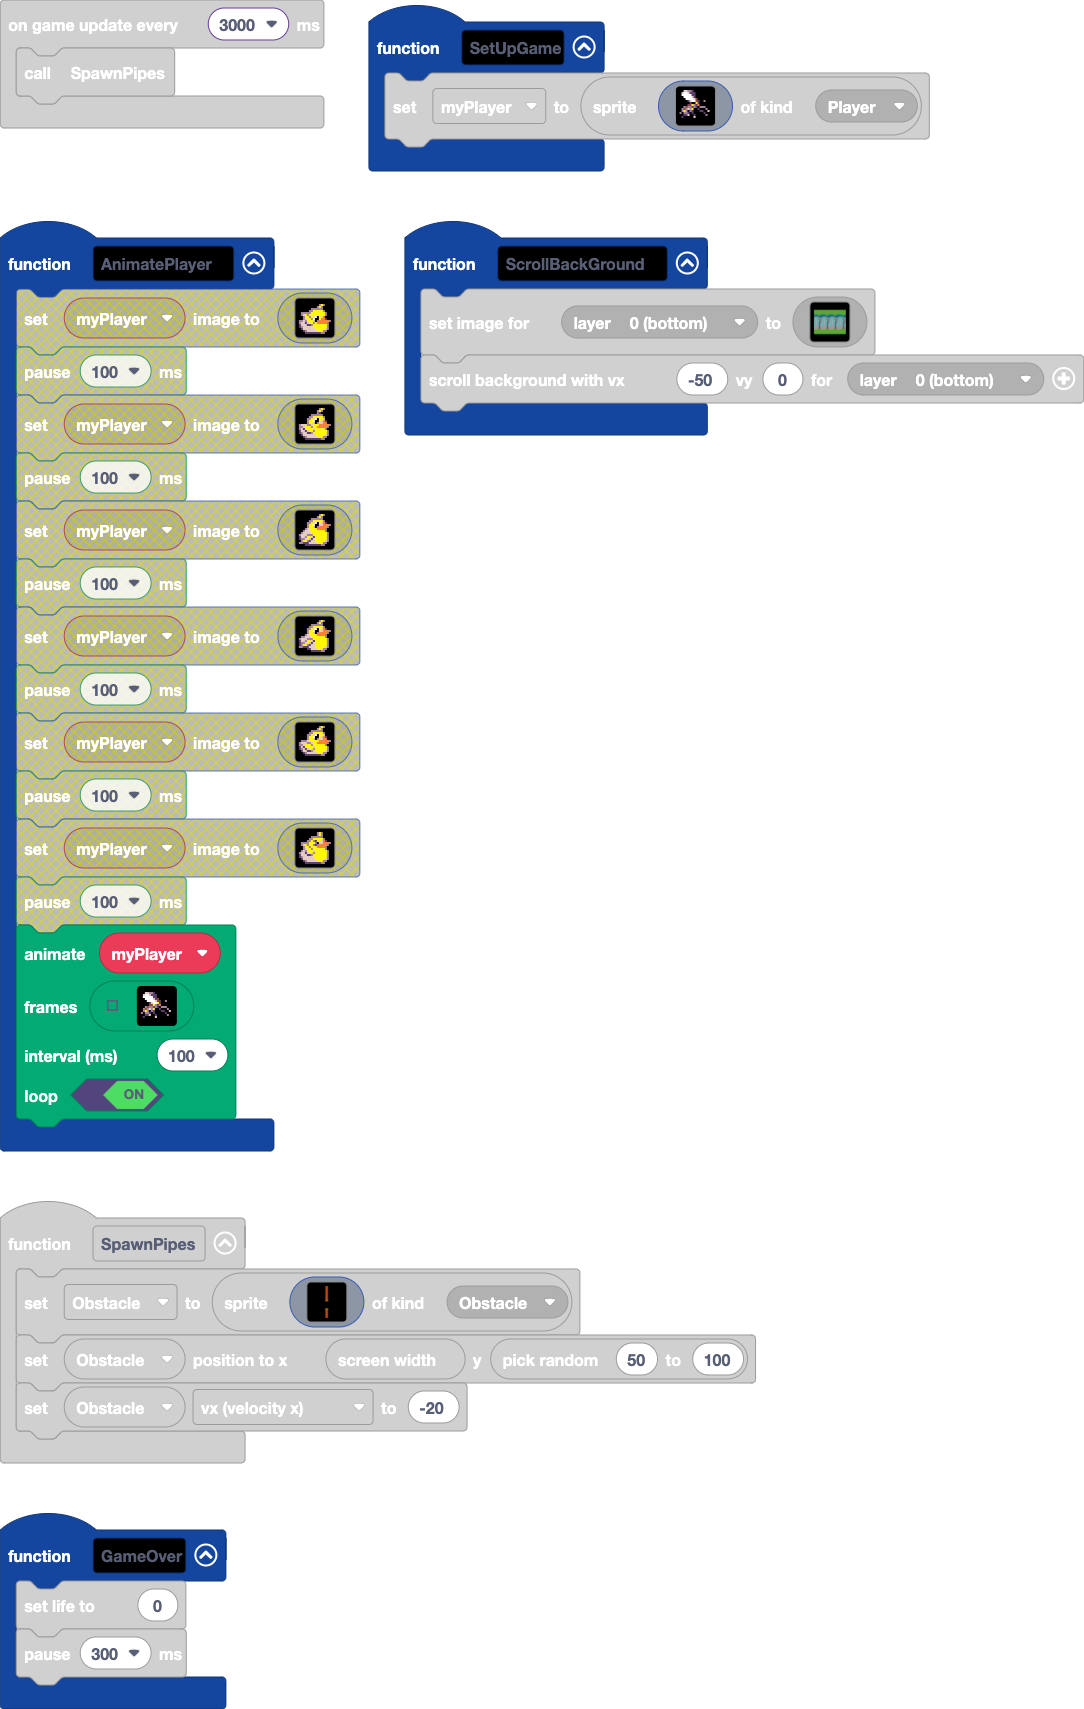 on game update every 3000 ms
call SpawnPipes
function SetUpGame
set myPlayer to sprite of kind Player
function AnimatePlayer
set myPlayer image to
pause 100 ms
set myPlayer image to
pause 100 ms
set myPlayer image to
pause 100 ms
set myPlayer image to
pause 100 ms
set myPlayer image to
pause 100 ms
set myPlayer image to
pause 100 ms
animate myPlayer
frames
interval (ms) 100
loop ON
function ScrollBackGround
set image for layer 0 (bottom) to
scroll background with vx -50 vy 0 for layer 0 (bottom)
function SpawnPipes
set Obstacle to sprite of kind Obstacle
set Obstacle position to x screen width y pick random 50 to 100
set Obstacle vx (velocity x) to -20
function GameOver
set life to 0
pause 300 ms